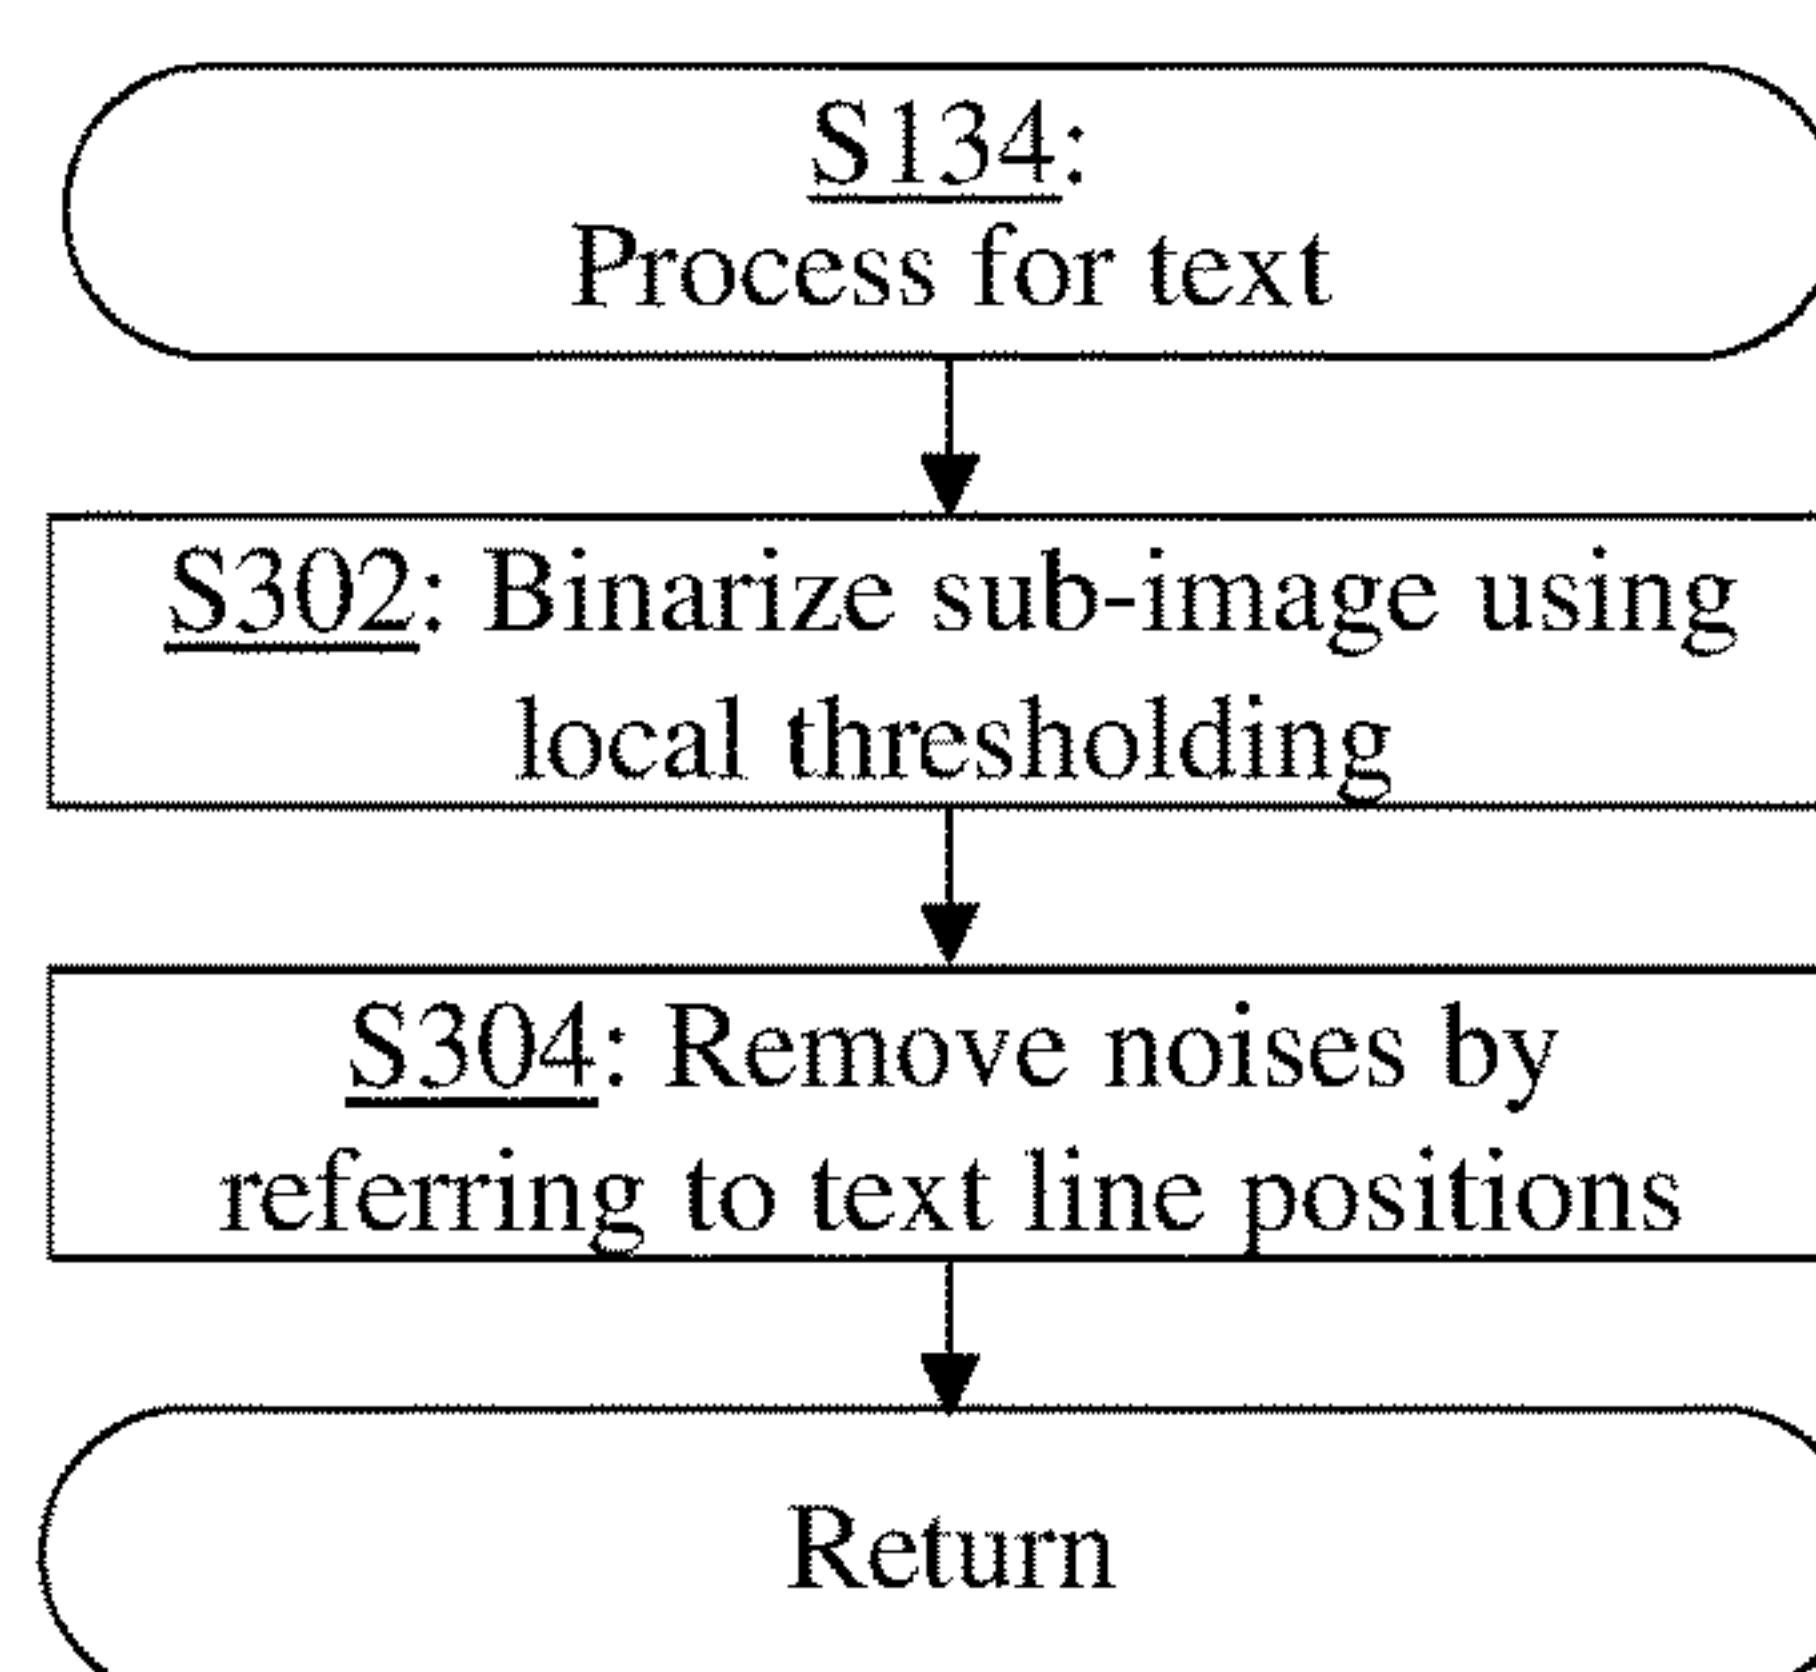 S134:
Process for text
S302: Binarize sub-image using
local thresholding
S304: Remove noises by
referring to text line positions
Return